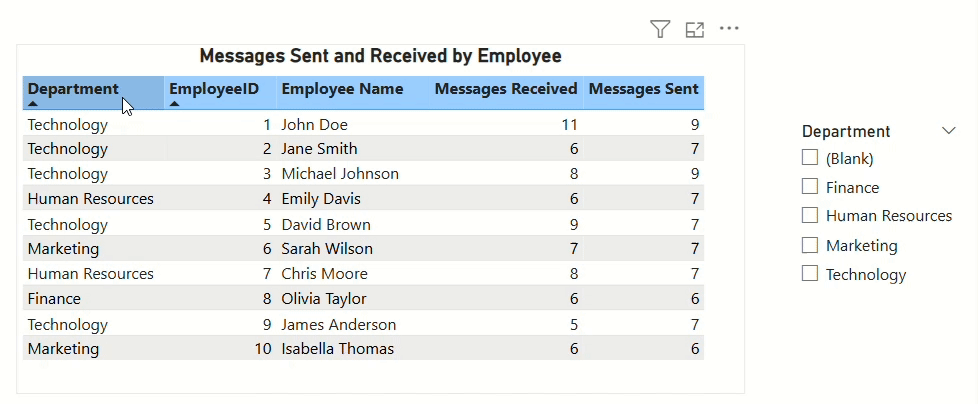 Messages Sent and Received by Employee
Department EmployeeID Employee Name Messages Received Messages Sent
Technology 1 John Doe 11 9
Technology 2 Jane Smith 6 7
Technology 3 Michael Johnson 8 9
Human Resources 4 Emily Davis 6 7
Technology 5 David Brown 9 7
Marketing 6 Sarah Wilson 7 7
Human Resources 7 Chris Moore 8 7
Finance 8 Olivia Taylor 6 6
Technology 9 James Anderson 5 7
Marketing 10 Isabella Thomas 6 6
Department
(Blank)
Finance
Human Resources
Marketing
Technology